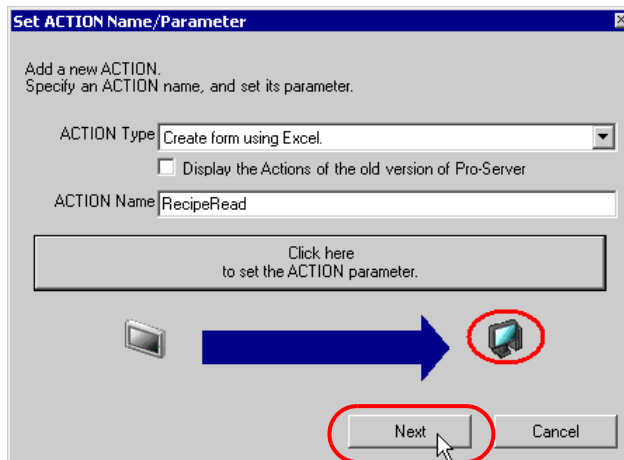 Set ACTION Name/Parameter
Add a new ACTION.
Specify an ACTION name, and set its parameter.
ACTION Type Create form using Excel.
Display the Actions of the old version of Pro-Server
ACTION Name RecipeRead
Click here
to set the ACTION parameter.
Next Cancel